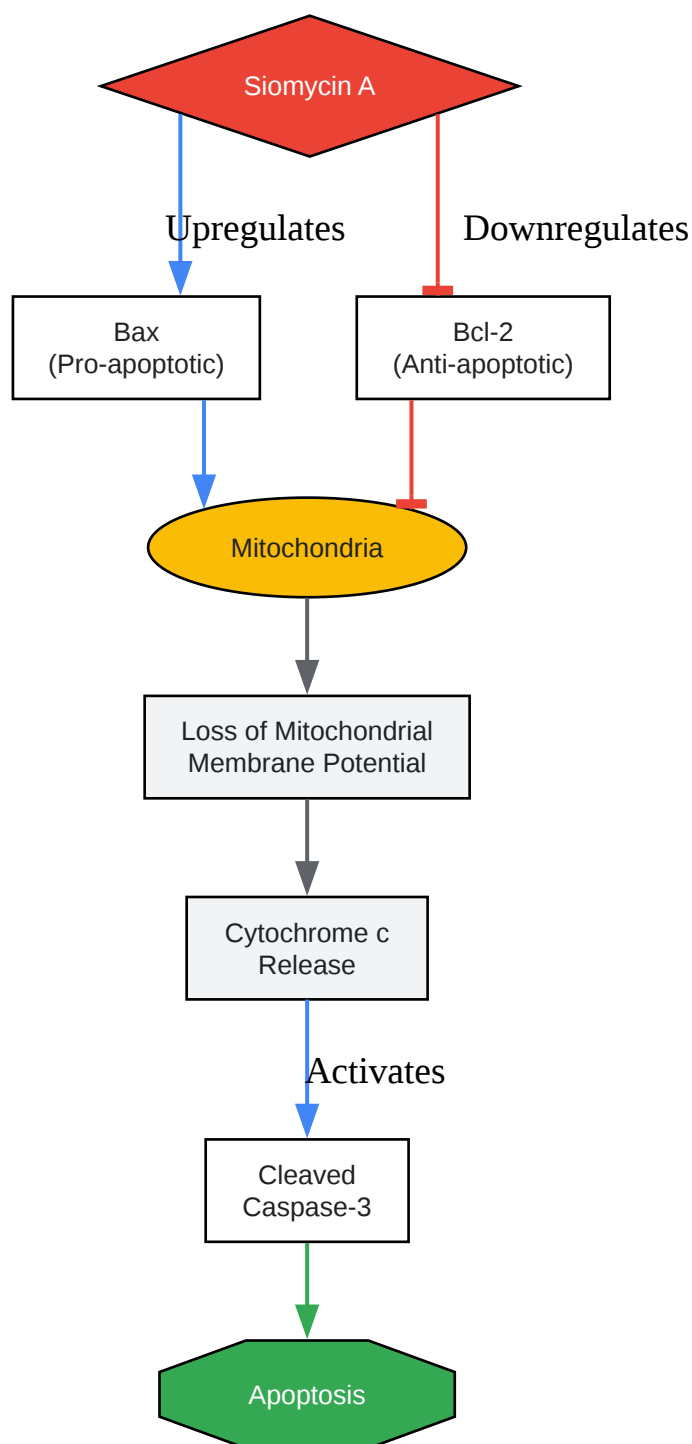 Siomycin A
Upregulates
Downregulates
Bax
(Pro-apoptotic)
Bcl-2
(Anti-apoptotic)
Mitochondria
Loss of Mitochondrial
Membrane Potential
Cytochrome c
Release
Activates
Cleaved
Caspase-3
Apoptosis